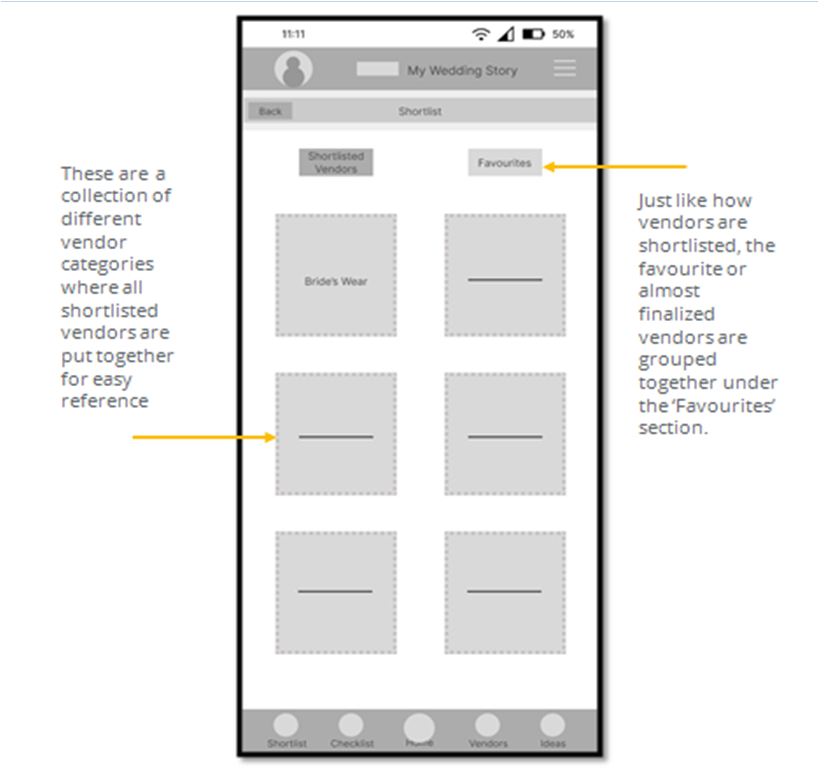 11:11
50%
My Wedding Story
Back
Shortlist
Shortlisted
Vendors
Favourites
These are a
collection of
different
vendor
categories
where all
shortlisted
vendors are
put together
for easy
reference
Just like how
vendors are
shortlisted, the
favourite or
almost
finalized
vendors are
grouped
together under
the ‘Favourites’
section.
Bride's Wear
Shortlist
Checklist
Home
Vendors
Ideas